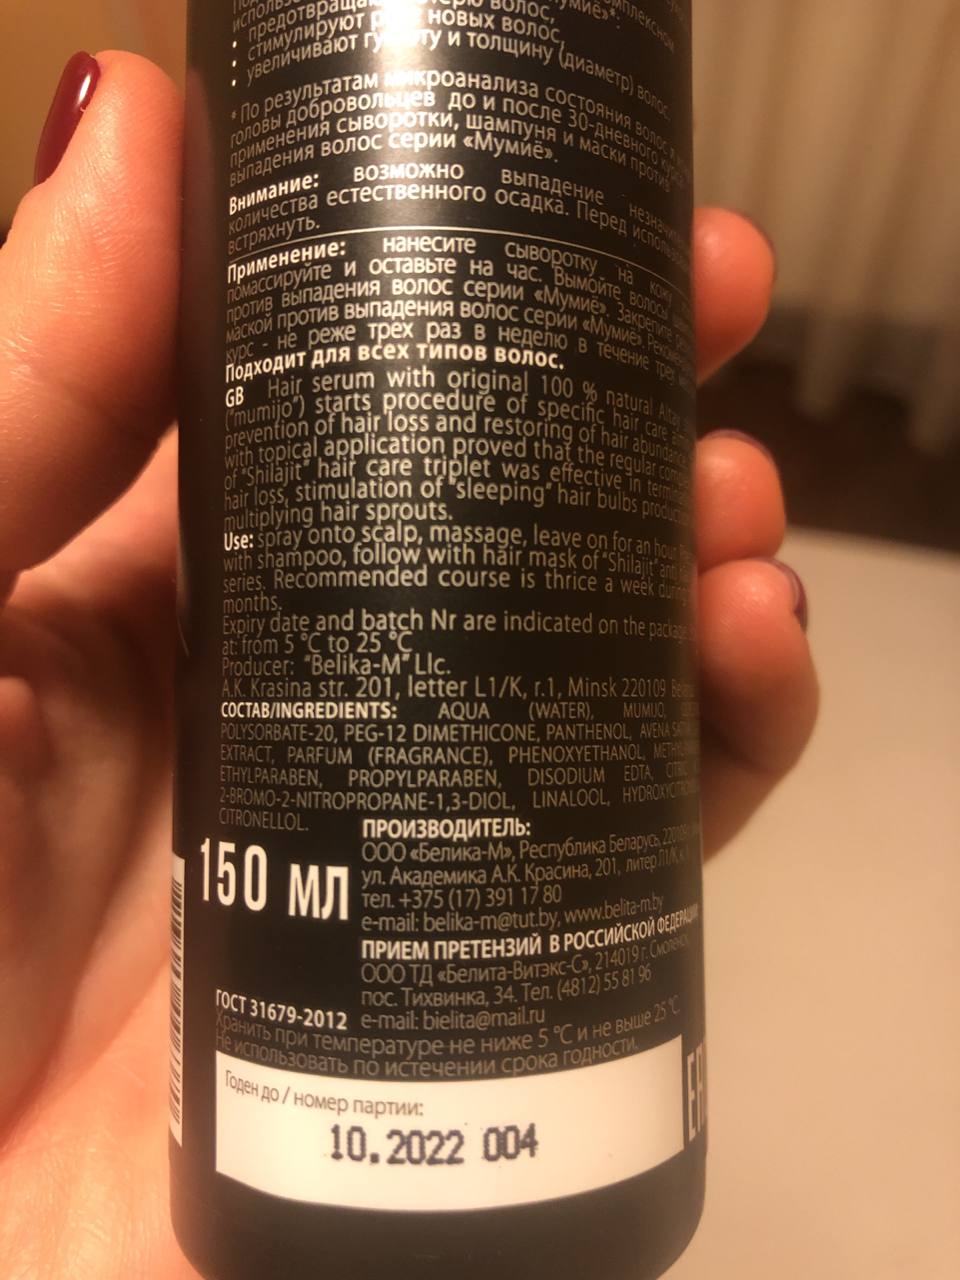 предотвращают потерю волос,
• стимулируют рост новых волос,
• увеличивают густоту и толщину (диаметр) волос.
* По результатам микроанализа состояния волос и
головы добровольцев до и после 30-дневного курса
применения сыворотки, шампуня и маски против
выпадения волос серии «Мумиё».
Внимание: возможно выпадение
количества естественного осадка. Перед
встряхнуть.
Применение: нанесите сыворотку на кожу
помассируйте и оставьте на час. Вымойте волосы
против выпадения волос серии «Мумиё». Закрепите
маской против выпадения волос серии «Мумиё».
курс - не реже трех раз в неделю в течение трех
Подходит для всех типов волос.
GB Hair serum with original 100 % natural Altay
("mumijo") starts procedure of specific hair care
prevention of hair loss and restoring of hair abundance
with topical application proved that the regular
of "Shilajit" hair care triplet was effective in
hair loss, stimulation of "sleeping" hair bulbs
multiplying hair sprouts.
Use: spray onto scalp, massage, leave on for an hour.
with shampoo, follow with hair mask of "Shilajit"
series. Recommended course is thrice a week during
months.
Expiry date and batch Nr are indicated on the package.
at: from 5 °C to 25 °C
Producer: "Belika-M" Llc.
A.K. Krasina str. 201, letter L1/K, r.1, Minsk 220109
СОСТАВ/INGREDIENTS: AQUA (WATER), MUMIJO,
POLYSORBATE-20, PEG-12 DIMETHICONE, PANTHENOL, AVENA
EXTRACT, PARFUM (FRAGRANCE), PHENOXYETHANOL,
ETHYLPARABEN, PROPYLPARABEN, DISODIUM EDTA, CITRIC
2-BROMO-2-NITROPROPANE-1,3-DIOL, LINALOOL,
CITRONELLOL.
150 МЛ
ПРОИЗВОДИТЕЛЬ:
ООО «Белика-М», Республика Беларусь,
ул. Академика А.К. Красина, 201, литер Л1/К,
тел. +375 (17) 391 17 80
e-mail: belika-m@tut.by, www.belita-m.by
ПРИЕМ ПРЕТЕНЗИЙ В РОССИЙСКОЙ ФЕДЕРАЦИИ
ООО ТД «Белита-Витэкс-С», 214019 г. Смоленск,
пос. Тихвинка, 34. Тел. (4812) 55 81 96
ГОСТ 31679-2012 e-mail: bielita@mail.ru
Хранить при температуре не ниже 5 °C и не выше 25 °C.
Не использовать по истечении срока годности.
Годен до / номер партии:
10.2022 004